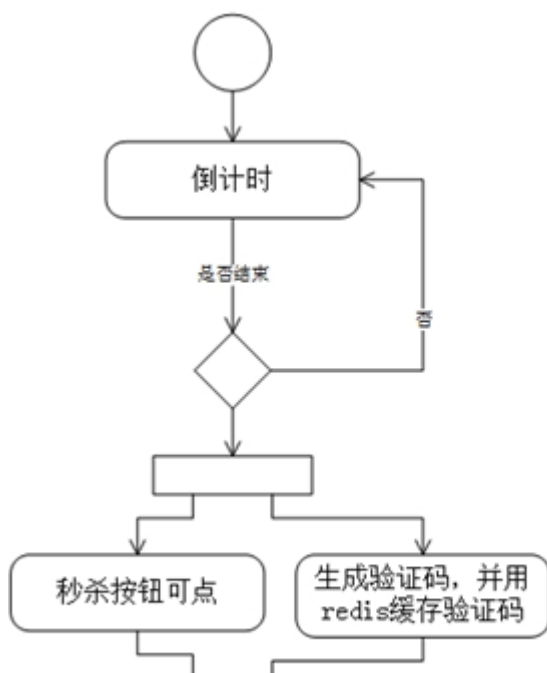 倒计时
是否结束
否
秒杀按钮可点
生成验证码，并用
redis缓存验证码